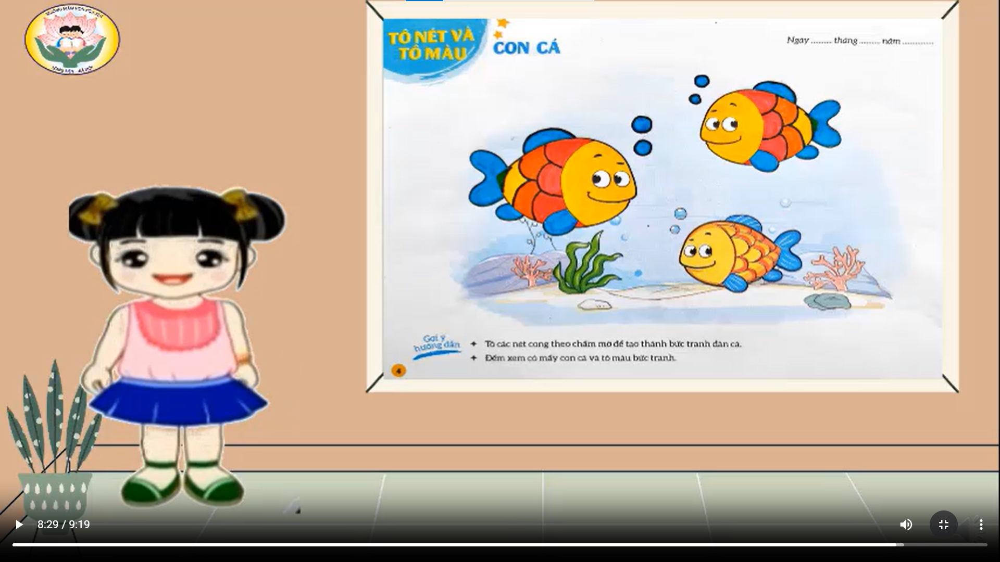 TÔ NÉT VÀ
TÔ MÀU
CON CÁ
Ngày ........ tháng ........ năm ............
Gợi ý
hướng dẫn
Tô các nét cong theo chấm mờ để tạo thành bức tranh đàn cá.
Đếm xem có mấy con cá và tô màu bức tranh.
4
8:29 / 9:19